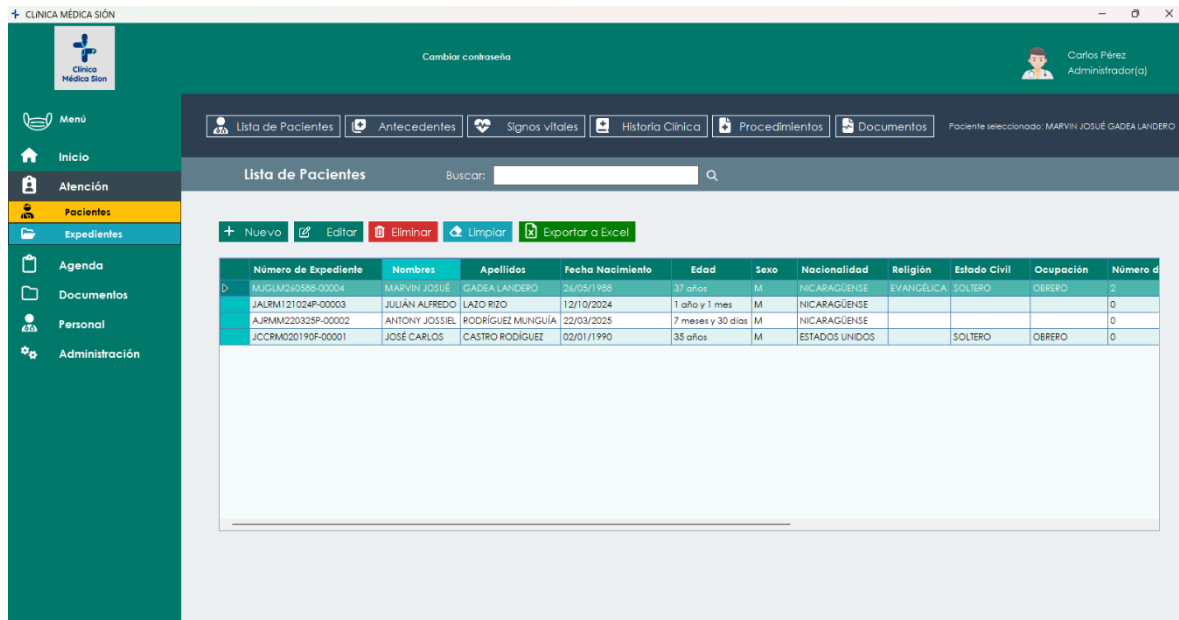 CLíNICA MÉDICA SIÓN
Clínica
Médica Sion
Cambiar contraseña
Carlos Pérez
Administrador(a)
Menú
Inicio
Atención
Pacientes
Expedientes
Agenda
Documentos
Personal
Administración
Lista de Pacientes Antecedentes Signos vitales Historia Clínica Procedimientos Documentos Paciente seleccionado: MARVIN JOSUÉ GADEA LANDERO
Lista de Pacientes Buscar:
Nuevo Editar Eliminar Limpiar Exportar a Excel
Número de Expediente Nombres Apellidos Fecha Nacimiento Edad Sexo Nacionalidad Religión Estado Civil Ocupación Número d
MJGLM260588-00004 MARVIN JOSUÉ GADEA LANDERO 26/05/1988 37 años M NICARAGÜENSE EVANGÉLICA SOLTERO OBRERO 2
JALRM121024P-00003 JULIÁN ALFREDO LAZO RIZO 12/10/2024 1 año y 1 mes M NICARAGÜENSE 0
AJRMM220325P-00002 ANTONY JOSSIEL RODRÍGUEZ MUNGUÍA 22/03/2025 7 meses y 30 días M NICARAGÜENSE 0
JCCRM020190F-00001 JOSÉ CARLOS CASTRO RODÍGUEZ 02/01/1990 35 años M ESTADOS UNIDOS SOLTERO OBRERO 0